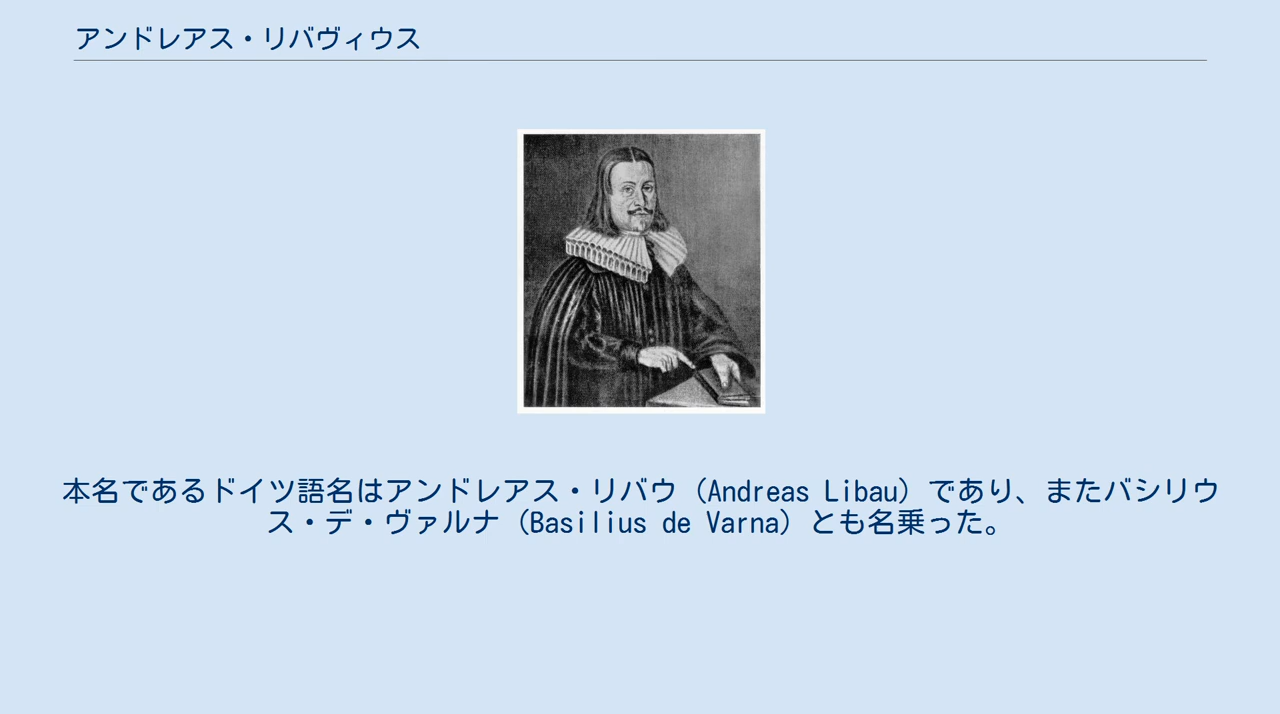 アンドレアス・リバヴィウス
本名であるドイツ語名はアンドレアス・リバウ（Andreas Libau）であり、またバシリウ
ス・デ・ヴァルナ（Basilius de Varna）とも名乗った。